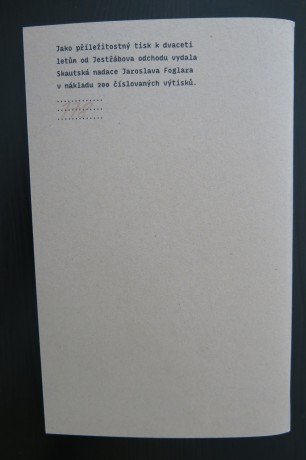 Jako příležitostný tisk k dvaceti
letům od Jestřábova odchodu vydala
Skautská nadace Jaroslava Foglara
v nákladu 200 číslovaných výtisků.